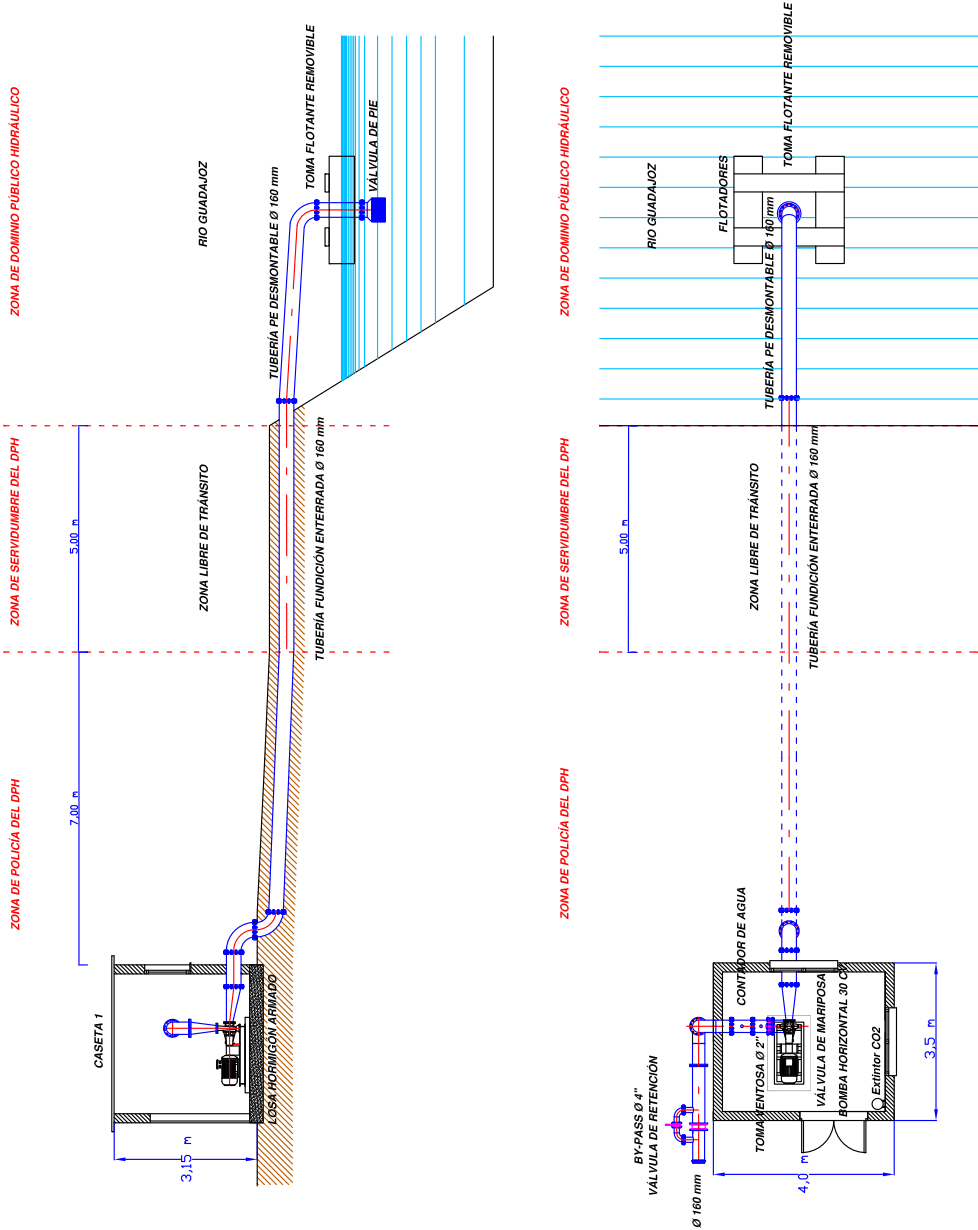 ZONA DE POLICÍA DEL DPH
ZONA DE SERVIDUMBRE DEL DPH
ZONA DE DOMINIO PÚBLICO HIDRÁULICO
7,00 m
5,00 m
CASETA 1
3,15 m
LOSA HORMIGÓN ARMADO
ZONA LIBRE DE TRÁNSITO
RIO GUADAJOZ
TUBERÍA PE DESMONTABLE Ø 160 mm
TOMA FLOTANTE REMOVIBLE
VÁLVULA DE PIE
TUBERÍA FUNDICIÓN ENTERRADA Ø 160 mm
ZONA DE POLICÍA DEL DPH
ZONA DE SERVIDUMBRE DEL DPH
ZONA DE DOMINIO PÚBLICO HIDRÁULICO
5,00 m
BY-PASS Ø 4"
VÁLVULA DE RETENCIÓN
Ø 160 mm
CONTADOR DE AGUA
TOMA VENTOSA Ø 2"
VÁLVULA DE MARIPOSA
BOMBA HORIZONTAL 30 CV
Extintor CO2
4,0 m
3,5 m
ZONA LIBRE DE TRÁNSITO
RIO GUADAJOZ
FLOTADORES
TUBERÍA PE DESMONTABLE Ø 160 mm
TOMA FLOTANTE REMOVIBLE
TUBERÍA FUNDICIÓN ENTERRADA Ø 160 mm